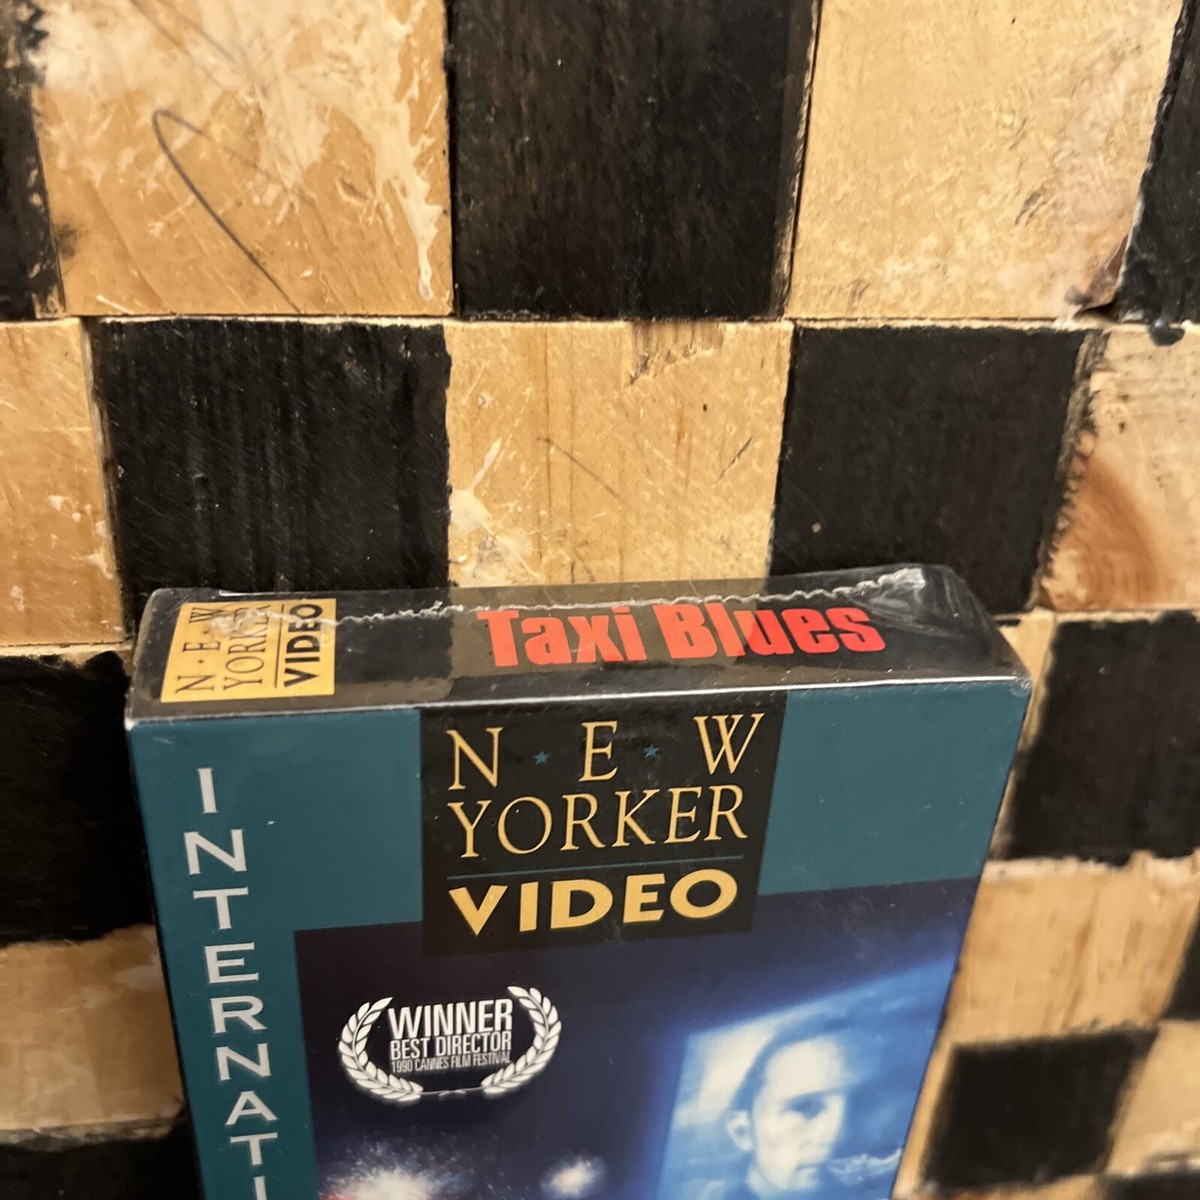 N·E·W
YORKER
VIDEO
Taxi Blues
N ★ E ★ W
YORKER
VIDEO
INTERNATI
WINNER
BEST DIRECTOR
1990 CANNES FILM FESTIVAL